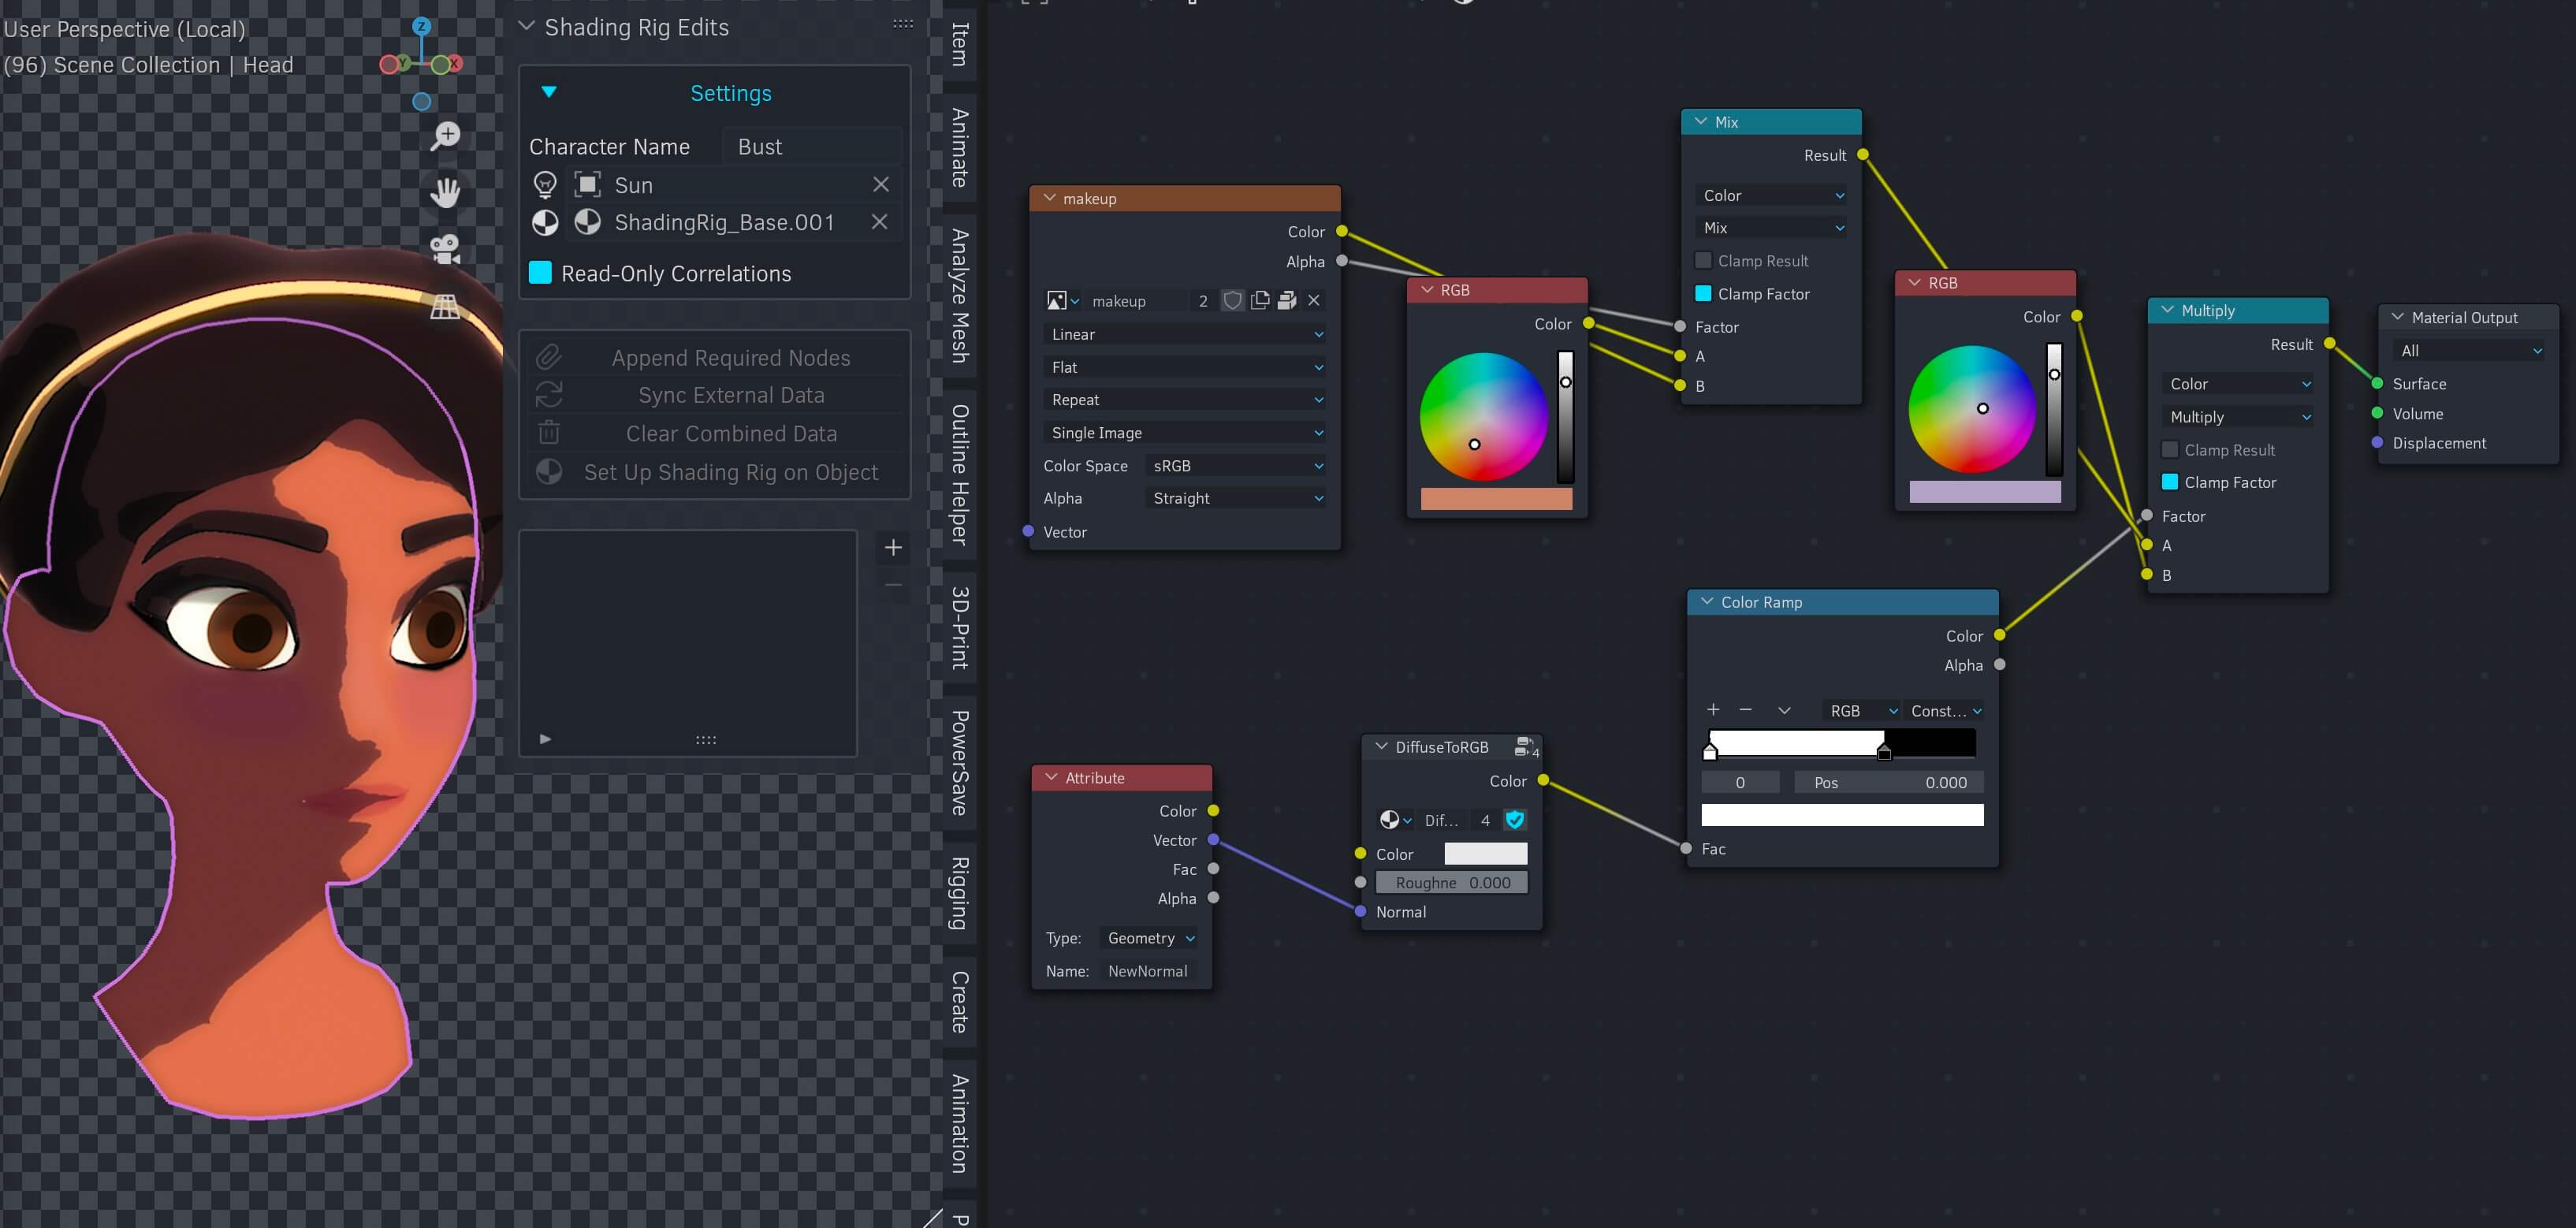 User Perspective (Local)
(96) Scene Collection | Head
Z
Y
X
Shading Rig Edits
Settings
Character Name Bust
Sun
ShadingRig_Base.001
Read-Only Correlations
Append Required Nodes
Sync External Data
Clear Combined Data
Set Up Shading Rig on Object
Item
Animate
Analyze Mesh
Outline Helper
3D-Print
PowerSave
Rigging
Create
Animation
P
makeup
Color
Alpha
makeup 2
Linear
Flat
Repeat
Single Image
Color Space sRGB
Alpha Straight
Vector
RGB
Color
Mix
Result
Color
Mix
Clamp Result
Clamp Factor
Factor
A
B
RGB
Color
Multiply
Result
Color
Multiply
Clamp Result
Clamp Factor
Factor
A
B
Material Output
All
Surface
Volume
Displacement
Attribute
Color
Vector
Fac
Alpha
Type: Geometry
Name: NewNormal
DiffuseToRGB 4
Color
Dif... 4
Color
Roughne 0.000
Normal
Color Ramp
Color
Alpha
RGB Const...
0 Pos 0.000
Fac